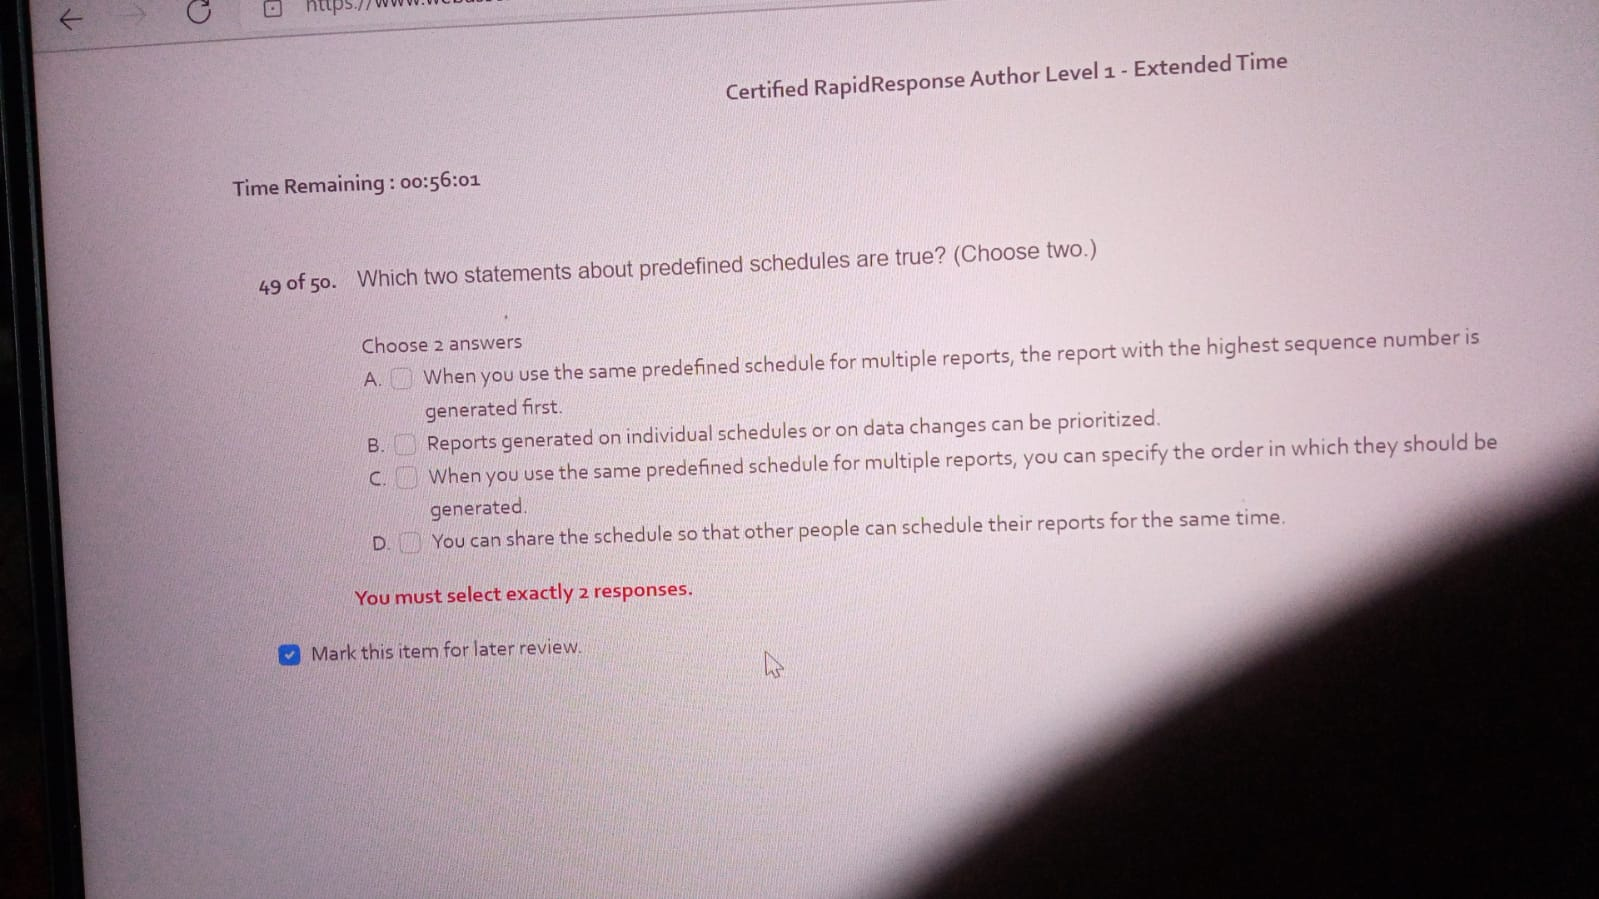 Certified RapidResponse Author Level 1 - Extended Time
Time Remaining : 00:56:01
49 of 50. Which two statements about predefined schedules are true? (Choose two.)
Choose 2 answers
A. When you use the same predefined schedule for multiple reports, the report with the highest sequence number is
generated first.
B. Reports generated on individual schedules or on data changes can be prioritized.
C. When you use the same predefined schedule for multiple reports, you can specify the order in which they should be
generated.
D. You can share the schedule so that other people can schedule their reports for the same time.
You must select exactly 2 responses.
Mark this item for later review.